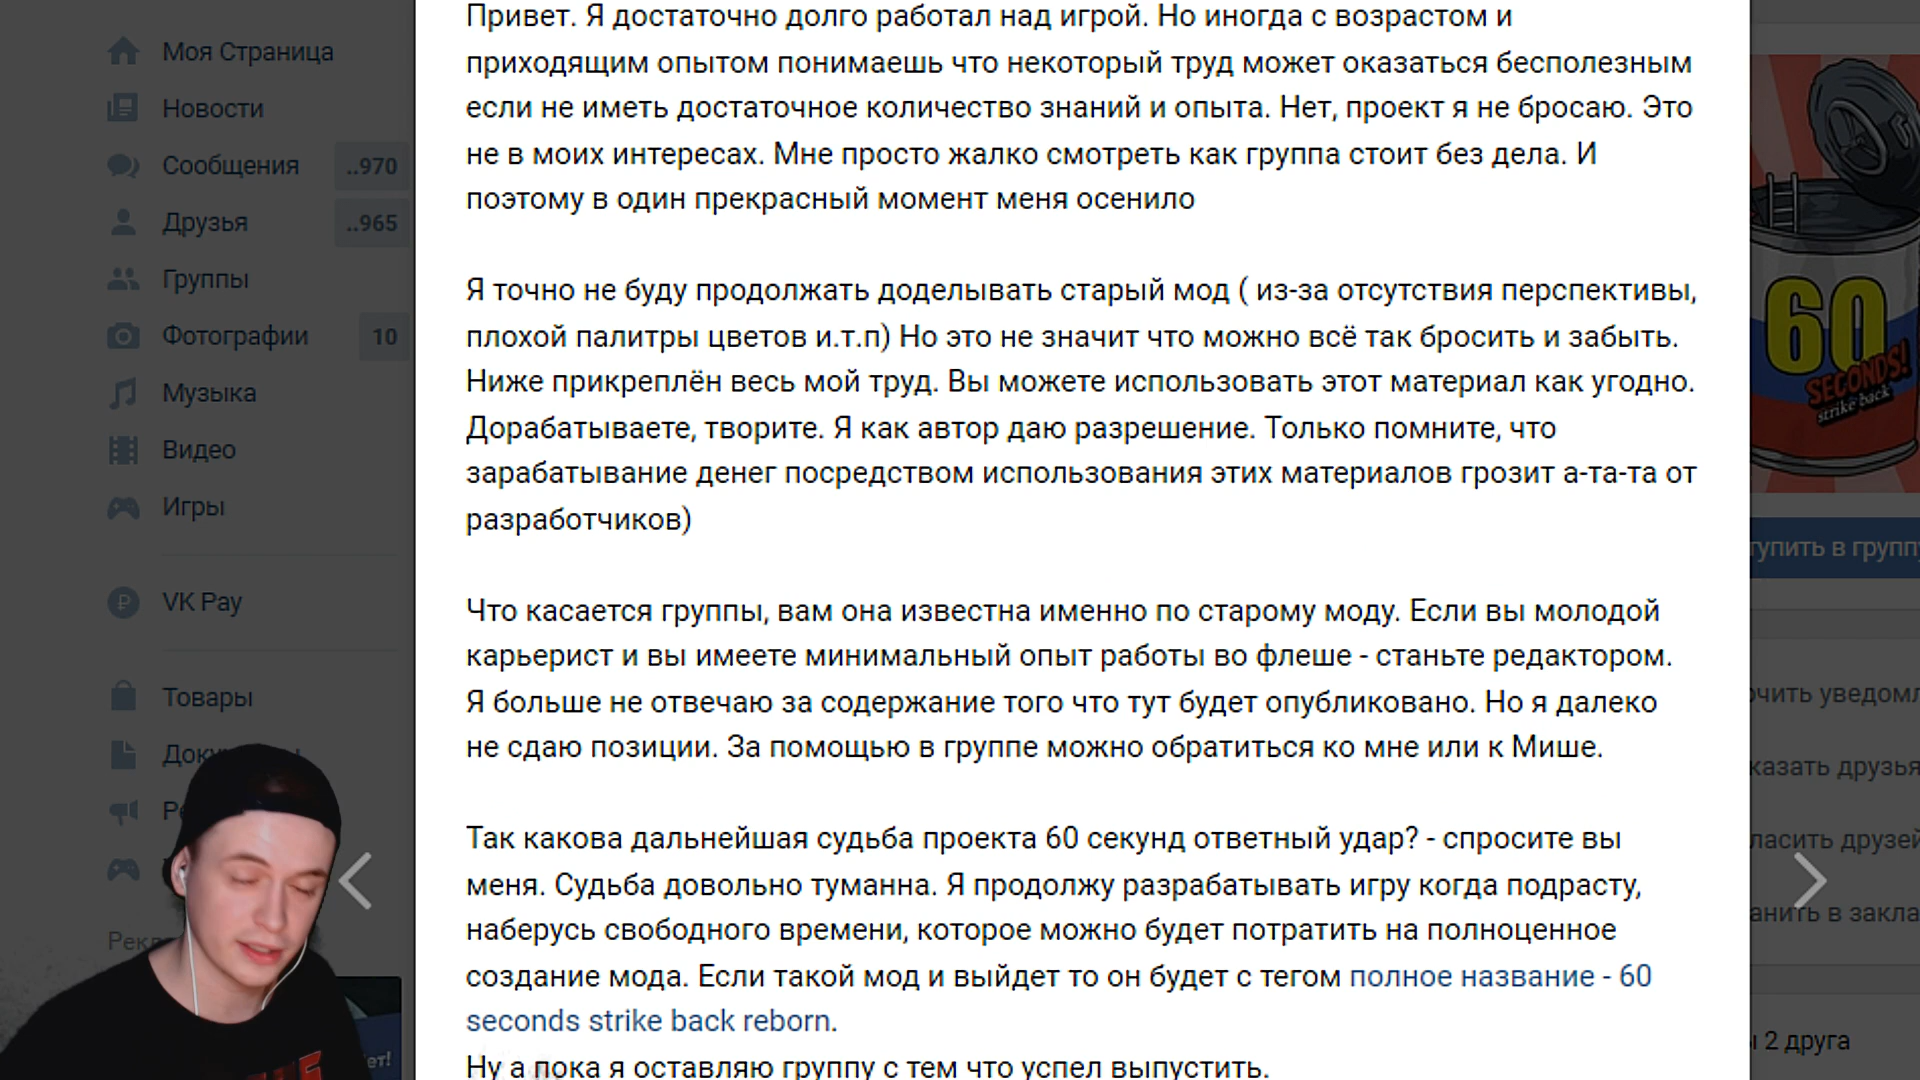 Моя Страница
Новости
Сообщения
..970
Друзья
..965
Группы
Фотографии
10
Музыка
Видео
Игры
VK Pay
Товары
Привет. Я достаточно долго работал над игрой. Но иногда с возрастом и
приходящим опытом понимаешь что некоторый труд может оказаться бесполезным
если не иметь достаточное количество знаний и опыта. Нет, проект я не бросаю. Это
не в моих интересах. Мне просто жалко смотреть как группа стоит без дела. И
поэтому в один прекрасный момент меня осенило
Я точно не буду продолжать доделывать старый мод ( из-за отсутствия перспективы,
плохой палитры цветов и.т.п) Но это не значит что можно всё так бросить и забыть.
Ниже прикреплён весь мой труд. Вы можете использовать этот материал как угодно.
Дорабатываете, творите. Я как автор даю разрешение. Только помните, что
зарабатывание денег посредством использования этих материалов грозит а-та-та от
разработчиков)
Что касается группы, вам она известна именно по старому моду. Если вы молодой
карьерист и вы имеете минимальный опыт работы во флеше - станьте редактором.
Я больше не отвечаю за содержание того что тут будет опубликовано. Но я далеко
не сдаю позиции. За помощью в группе можно обратиться ко мне или к Мише.
Так какова дальнейшая судьба проекта 60 секунд ответный удар? - спросите вы
меня. Судьба довольно туманна. Я продолжу разрабатывать игру когда подрасту,
наберусь свободного времени, которое можно будет потратить на полноценное
создание мода. Если такой мод и выйдет то он будет с тегом полное название - 60
seconds strike back reborn.
Ну а пока я оставляю группу с тем что успел выпустить.
60
SECONDS!
strike back
тупить в групп
очить уведомл
казать друзья
ласить друзей
анить в закла
ы 2 друга